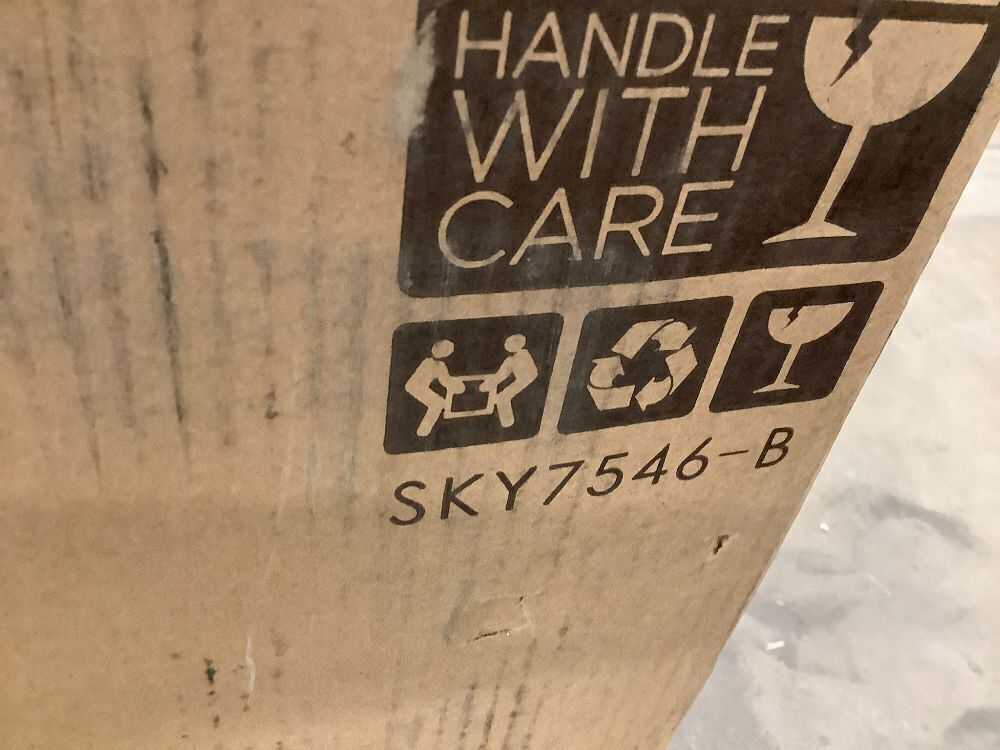 HANDLE
WITH
CARE
SKY7546-B